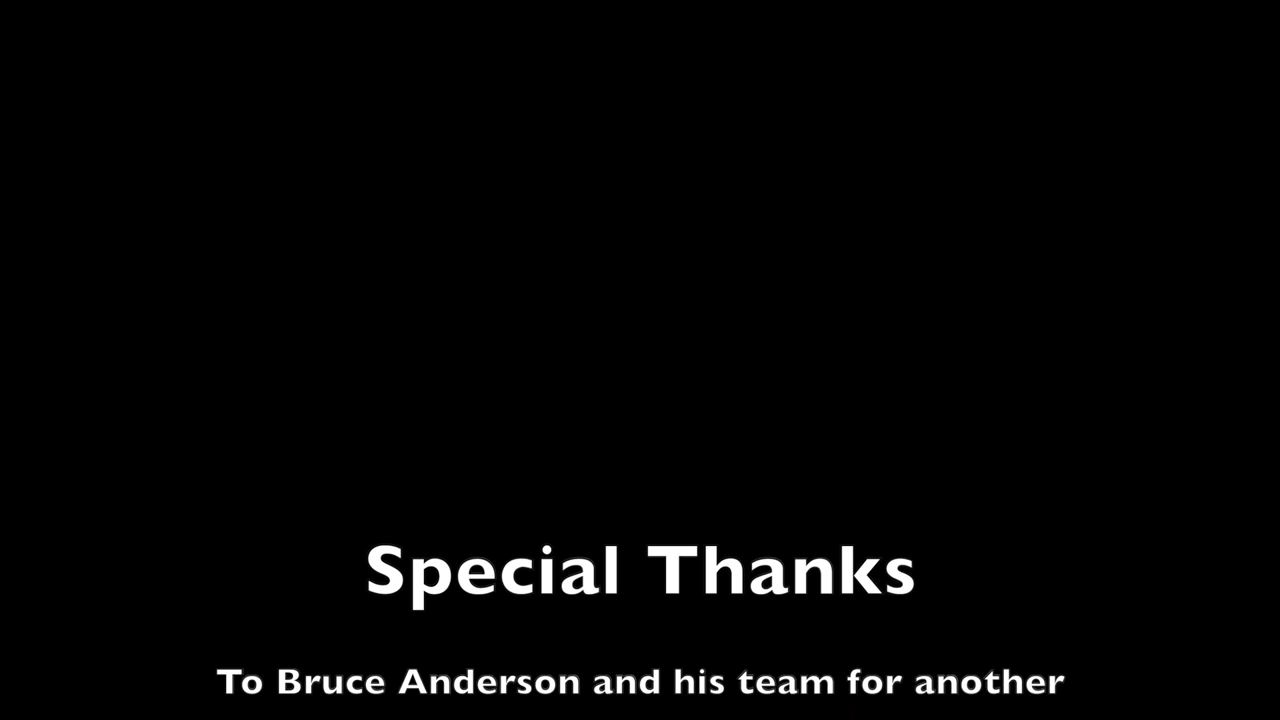 Special Thanks
To Bruce Anderson and his team for another